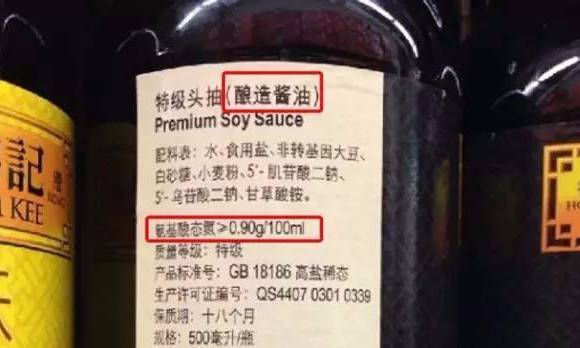 特级头抽(酿造酱油)
Premium Soy Sauce
配料表：水、食用盐、非转基因大豆、
白砂糖、小麦粉、5'- 肌苷酸二钠、
5'- 鸟苷酸二钠、甘草酸铵。
氨基酸态氮≥0.90g/100ml
质量等级：特级
产品标准号：GB 18186 高盐稀态
生产许可证编号：QS4407 0301 0339
保质期：十八个月
规格：500毫升/瓶
記
KEE